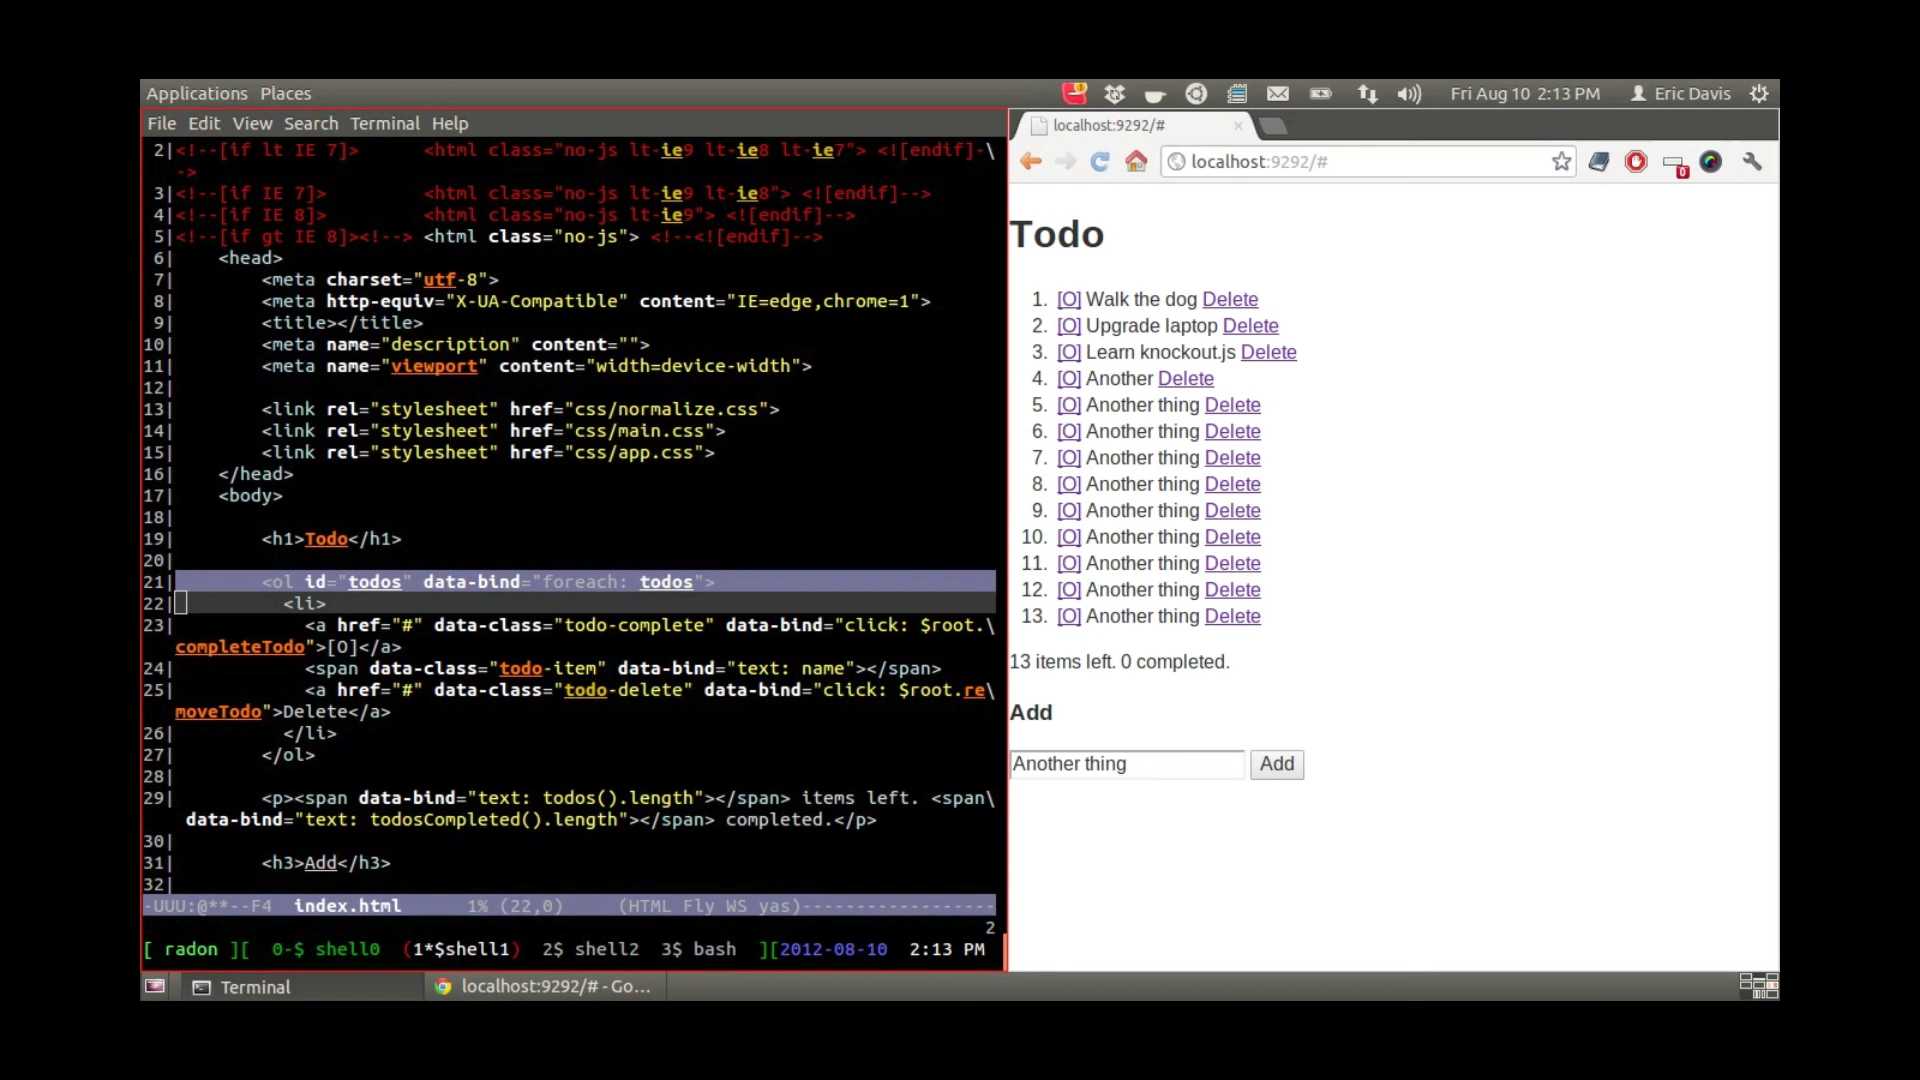 Applications Places
Fri Aug 10 2:13 PM Eric Davis
File Edit View Search Terminal Help
2|<!--[if lt IE 7]>      <html class="no-js lt-ie9 lt-ie8 lt-ie7"> <![endif]-\
->
3|<!--[if IE 7]>         <html class="no-js lt-ie9 lt-ie8"> <![endif]-->
4|<!--[if IE 8]>         <html class="no-js lt-ie9"> <![endif]-->
5|<!--[if gt IE 8]><!--> <html class="no-js"> <!--<![endif]-->
6|    <head>
7|        <meta charset="utf-8">
8|        <meta http-equiv="X-UA-Compatible" content="IE=edge,chrome=1">
9|        <title></title>
10|        <meta name="description" content="">
11|        <meta name="viewport" content="width=device-width">
12|
13|        <link rel="stylesheet" href="css/normalize.css">
14|        <link rel="stylesheet" href="css/main.css">
15|        <link rel="stylesheet" href="css/app.css">
16|    </head>
17|    <body>
18|
19|        <h1>Todo</h1>
20|
21|        <ol id="todos" data-bind="foreach: todos">
22|          <li>
23|            <a href="#" data-class="todo-complete" data-bind="click: $root.\
completeTodo">[O]</a>
24|            <span data-class="todo-item" data-bind="text: name"></span>
25|            <a href="#" data-class="todo-delete" data-bind="click: $root.re\
moveTodo">Delete</a>
26|          </li>
27|        </ol>
28|
29|        <p><span data-bind="text: todos().length"></span> items left. <span\
 data-bind="text: todosCompleted().length"></span> completed.</p>
30|
31|        <h3>Add</h3>
32|
-UUU:@**--F4  index.html      1% (22,0)     (HTML Fly WS yas)------------------
2
[ radon ][  0-$ shell0  (1*$shell1)  2$ shell2  3$ bash  ][2012-08-10  2:13 PM
localhost:9292/#
localhost:9292/#
0
Todo
1. [O] Walk the dog Delete
2. [O] Upgrade laptop Delete
3. [O] Learn knockout.js Delete
4. [O] Another Delete
5. [O] Another thing Delete
6. [O] Another thing Delete
7. [O] Another thing Delete
8. [O] Another thing Delete
9. [O] Another thing Delete
10. [O] Another thing Delete
11. [O] Another thing Delete
12. [O] Another thing Delete
13. [O] Another thing Delete
13 items left. 0 completed.
Add
Another thing Add
Terminal localhost:9292/# - Go...